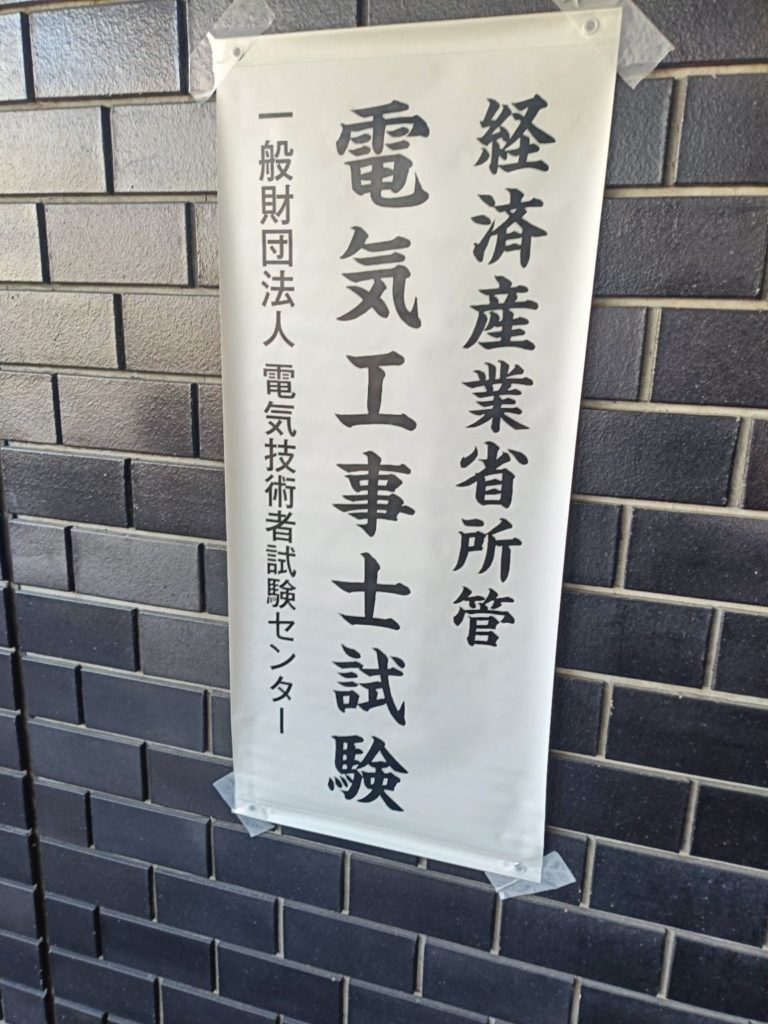 経済産業省所管
電気工事士試験
一般財団法人 電気技術者試験センター